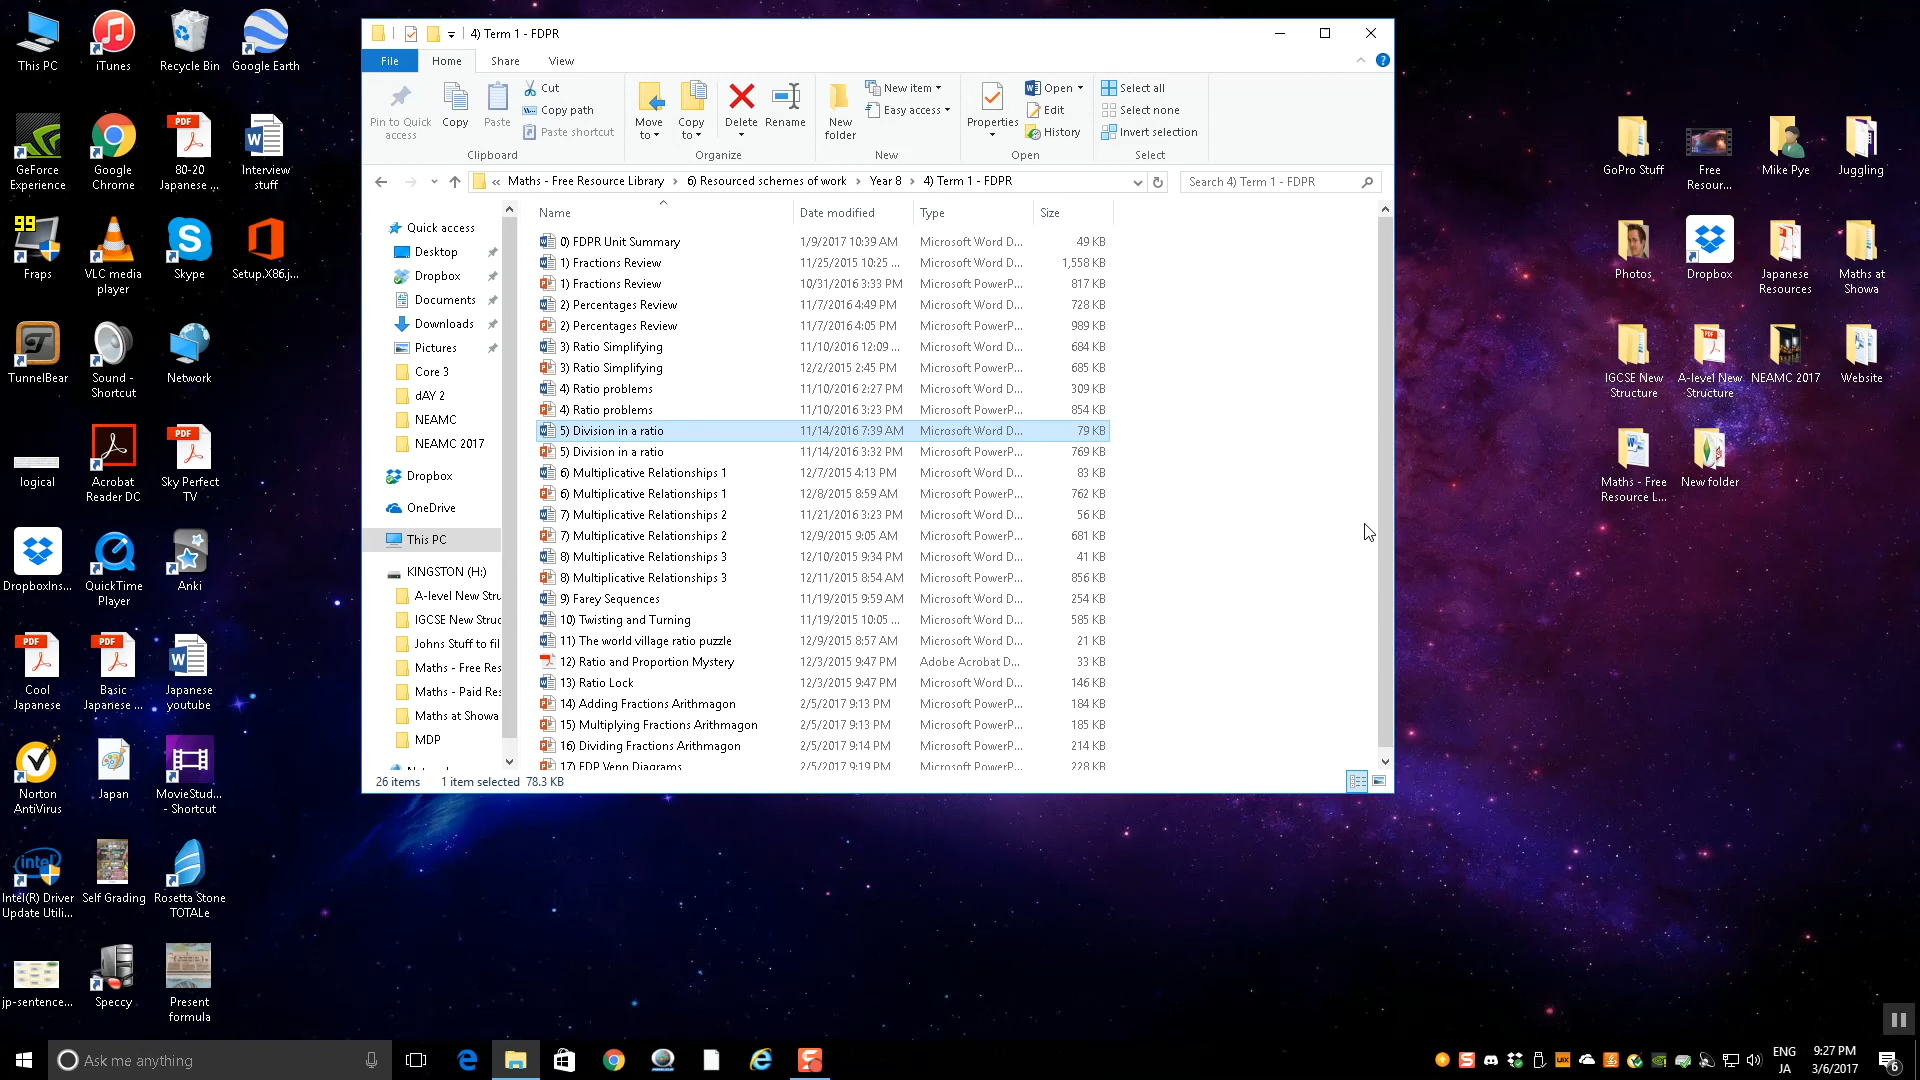 This PC
iTunes
Recycle Bin
Google Earth
GeForce
Experience
Google
Chrome
PDF
80-20
Japanese ...
Interview
stuff
99
Fraps
VLC media
player
Skype
Setup.X86.j...
TunnelBear
Sound -
Shortcut
Network
logical
Acrobat
Reader DC
PDF
Sky Perfect
TV
DropboxIns...
QuickTime
Player
Anki
PDF
Cool
Japanese
PDF
Basic
Japanese ...
Japanese
youtube
Norton
AntiVirus
Japan
MovieStud...
- Shortcut
intel
Intel(R) Driver
Update Utili...
Self Grading
Rosetta Stone
TOTALe
jp-sentence...
Speccy
Present
formula
4) Term 1 - FDPR
File
Home
Share
View
Pin to Quick
access
Copy
Paste
Cut
Copy path
Paste shortcut
Clipboard
Move
to
Copy
to
Delete
Rename
Organize
New
folder
New item
Easy access
New
Properties
Open
Edit
History
Open
Select all
Select none
Invert selection
Select
« Maths - Free Resource Library > 6) Resourced schemes of work > Year 8 > 4) Term 1 - FDPR
Search 4) Term 1 - FDPR
Quick access
Desktop
Dropbox
Documents
Downloads
Pictures
Core 3
dAY 2
NEAMC
NEAMC 2017
Dropbox
OneDrive
This PC
KINGSTON (H:)
A-level New Stru
IGCSE New Struc
Johns Stuff to fil
Maths - Free Res
Maths - Paid Res
Maths at Showa
MDP
Name Date modified Type Size
0) FDPR Unit Summary 1/9/2017 10:39 AM Microsoft Word D... 49 KB
1) Fractions Review 11/25/2015 10:25 ... Microsoft Word D... 1,558 KB
1) Fractions Review 10/31/2016 3:33 PM Microsoft PowerP... 817 KB
2) Percentages Review 11/7/2016 4:49 PM Microsoft Word D... 728 KB
2) Percentages Review 11/7/2016 4:05 PM Microsoft PowerP... 989 KB
3) Ratio Simplifying 11/10/2016 12:09 ... Microsoft Word D... 684 KB
3) Ratio Simplifying 12/2/2015 2:45 PM Microsoft PowerP... 685 KB
4) Ratio problems 11/10/2016 2:27 PM Microsoft Word D... 309 KB
4) Ratio problems 11/10/2016 3:23 PM Microsoft PowerP... 854 KB
5) Division in a ratio 11/14/2016 7:39 AM Microsoft Word D... 79 KB
5) Division in a ratio 11/14/2016 3:32 PM Microsoft PowerP... 769 KB
6) Multiplicative Relationships 1 12/7/2015 4:13 PM Microsoft Word D... 83 KB
6) Multiplicative Relationships 1 12/8/2015 8:59 AM Microsoft PowerP... 762 KB
7) Multiplicative Relationships 2 11/21/2016 3:23 PM Microsoft Word D... 56 KB
7) Multiplicative Relationships 2 12/9/2015 9:05 AM Microsoft PowerP... 681 KB
8) Multiplicative Relationships 3 12/10/2015 9:34 PM Microsoft Word D... 41 KB
8) Multiplicative Relationships 3 12/11/2015 8:54 AM Microsoft PowerP... 856 KB
9) Farey Sequences 11/19/2015 9:59 AM Microsoft Word D... 254 KB
10) Twisting and Turning 11/19/2015 10:05 ... Microsoft Word D... 585 KB
11) The world village ratio puzzle 12/9/2015 8:57 AM Microsoft Word D... 21 KB
12) Ratio and Proportion Mystery 12/3/2015 9:47 PM Adobe Acrobat D... 33 KB
13) Ratio Lock 12/3/2015 9:47 PM Microsoft Word D... 146 KB
14) Adding Fractions Arithmagon 2/5/2017 9:13 PM Microsoft PowerP... 184 KB
15) Multiplying Fractions Arithmagon 2/5/2017 9:13 PM Microsoft PowerP... 185 KB
16) Dividing Fractions Arithmagon 2/5/2017 9:14 PM Microsoft PowerP... 214 KB
17) FDP Venn Diagrams 2/5/2017 9:19 PM Microsoft PowerP... 228 KB
26 items 1 item selected 78.3 KB
GoPro Stuff
Free
Resour...
Mike Pye
Juggling
Photos
Dropbox
Japanese
Resources
Maths at
Showa
IGCSE New
Structure
PDF
A-level New
Structure
NEAMC 2017
Website
Maths - Free
Resource L...
New folder
Ask me anything
ENG
JA
9:27 PM
3/6/2017
6